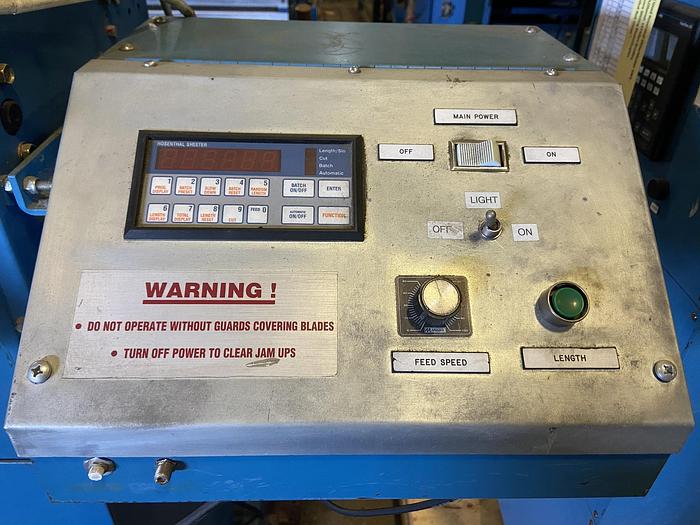 MAIN POWER
OFF
ON
ROSENTHAL SHEETER
Length/Sio
Cut
Batch
Automatic
1 PROG. DISPLAY
2 BATCH PRESET
3 SLOW DOWN
4 BATCH RESET
5 RANDOM LENGTH
BATCH ON/OFF
ENTER
6 LENGTH DISPLAY
7 TOTAL DISPLAY
8 LENGTH RESET
9 CUT
FEED 0
ON/OFF
FUNCTION
LIGHT
OFF
ON
WARNING !
• DO NOT OPERATE WITHOUT GUARDS COVERING BLADES
• TURN OFF POWER TO CLEAR JAM UPS
FEED SPEED
LENGTH